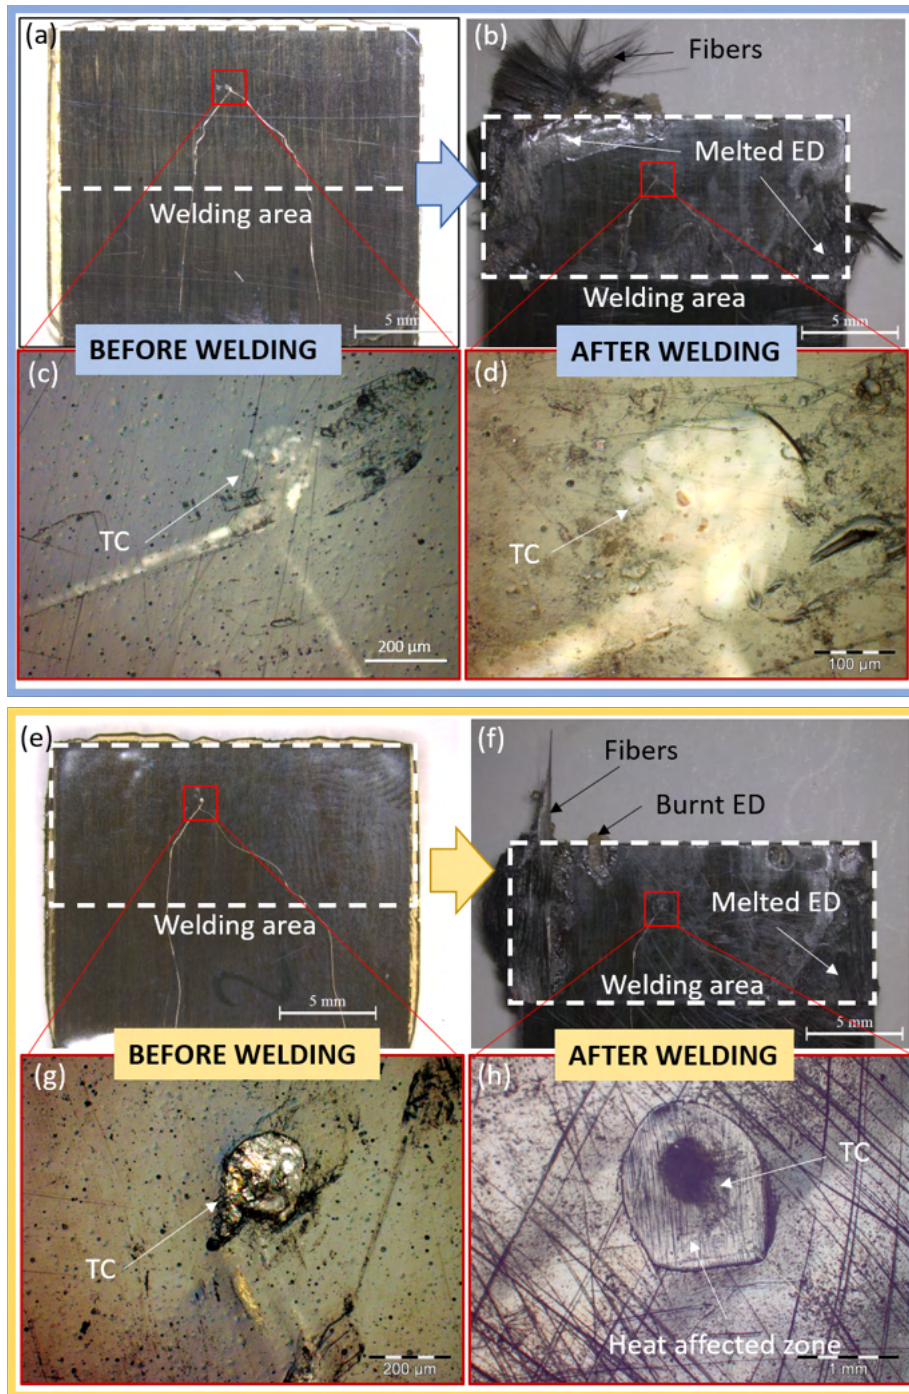 (a)
Welding area
5 mm
(b)
Fibers
Melted ED
Welding area
5 mm
BEFORE WELDING
AFTER WELDING
(c)
TC
200 µm
(d)
TC
100 µm
(e)
Welding area
5 mm
(f)
Fibers
Burnt ED
Melted ED
Welding area
5 mm
BEFORE WELDING
AFTER WELDING
(g)
TC
200 µm
(h)
TC
Heat affected zone
1 mm